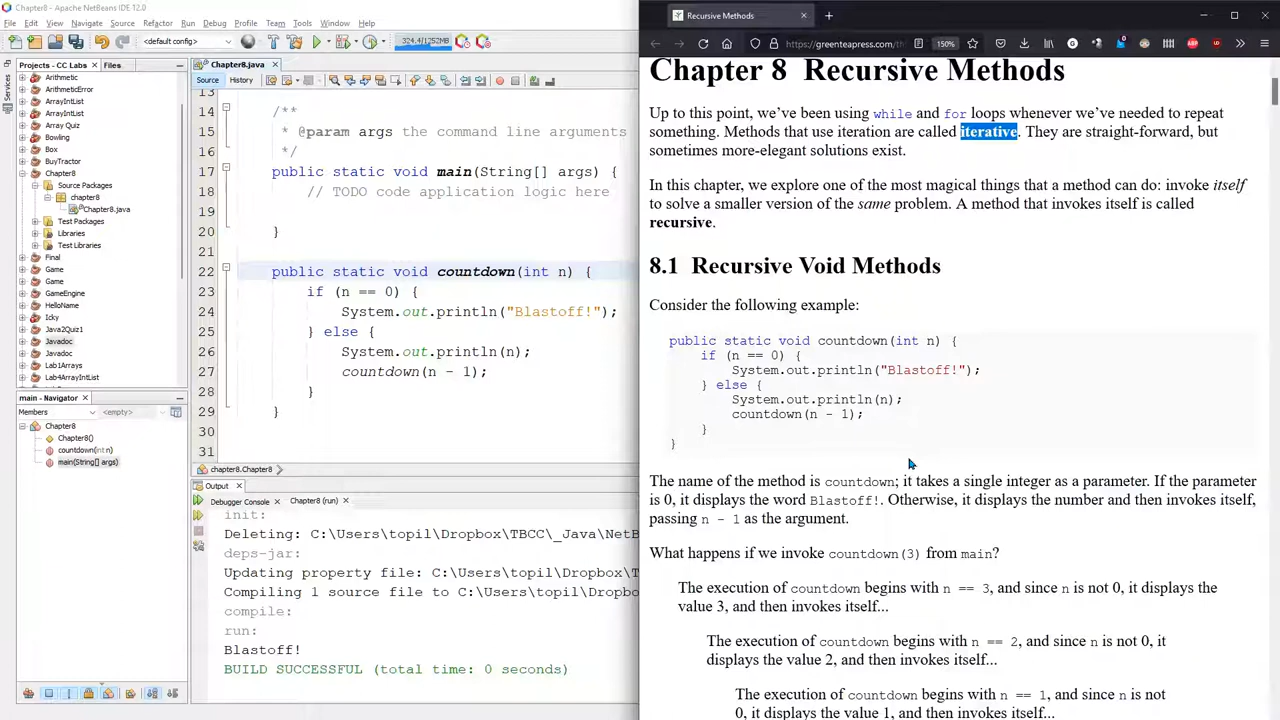 Chapter8 - Apache NetBeans IDE 12.0
File Edit View Navigate Source Refactor Run Debug Profile Team Tools Window Help
<default config>
324.4/1252MB
Projects - CC Labs Files
Arithmetic
ArithmeticError
ArrayIntList
Array Quiz
Bowling
Box
BuyTractor
Chapter8
Source Packages
chapter8
Chapter8.java
Test Packages
Libraries
Test Libraries
Final
Game
GameEngine
HelloName
Icky
Java2Quiz1
Javadoc
Javadoc
Lab1Arrays
Lab4ArrayIntList
Projects
Services
main - Navigator
Members <empty>
Chapter8
Chapter8()
countdown(int n)
main(String[] args)
Chapter8.java
Source History
13
14 /**
15 * @param args the command line arguments
16 */
17 public static void main(String[] args) {
18 // TODO code application logic here
19
20 }
21
22 public static void countdown(int n) {
23 if (n == 0) {
24 System.out.println("Blastoff!");
25 } else {
26 System.out.println(n);
27 countdown(n - 1);
28 }
29 }
30
31
chapter8.Chapter8
Output
Debugger Console Chapter8 (run)
init:
Deleting: C:\Users\topil\Dropbox\TBCC\_Java\NetB
deps-jar:
Updating property file: C:\Users\topil\Dropbox\T
Compiling 1 source file to C:\Users\topil\Dropbo
compile:
run:
Blastoff!
BUILD SUCCESSFUL (total time: 0 seconds)
Recursive Methods
https://greenteapress.com/th
150%
Chapter 8 Recursive Methods
Up to this point, we’ve been using while and for loops whenever we’ve needed to repeat
something. Methods that use iteration are called iterative. They are straight-forward, but
sometimes more-elegant solutions exist.
In this chapter, we explore one of the most magical things that a method can do: invoke itself
to solve a smaller version of the same problem. A method that invokes itself is called
recursive.
8.1 Recursive Void Methods
Consider the following example:
public static void countdown(int n) {
if (n == 0) {
System.out.println("Blastoff!");
} else {
System.out.println(n);
countdown(n - 1);
}
}
The name of the method is countdown; it takes a single integer as a parameter. If the parameter
is 0, it displays the word Blastoff!. Otherwise, it displays the number and then invokes itself,
passing n - 1 as the argument.
What happens if we invoke countdown(3) from main?
The execution of countdown begins with n == 3, and since n is not 0, it displays the
value 3, and then invokes itself...
The execution of countdown begins with n == 2, and since n is not 0, it
displays the value 2, and then invokes itself...
The execution of countdown begins with n == 1, and since n is not
0, it displays the value 1, and then invokes itself...